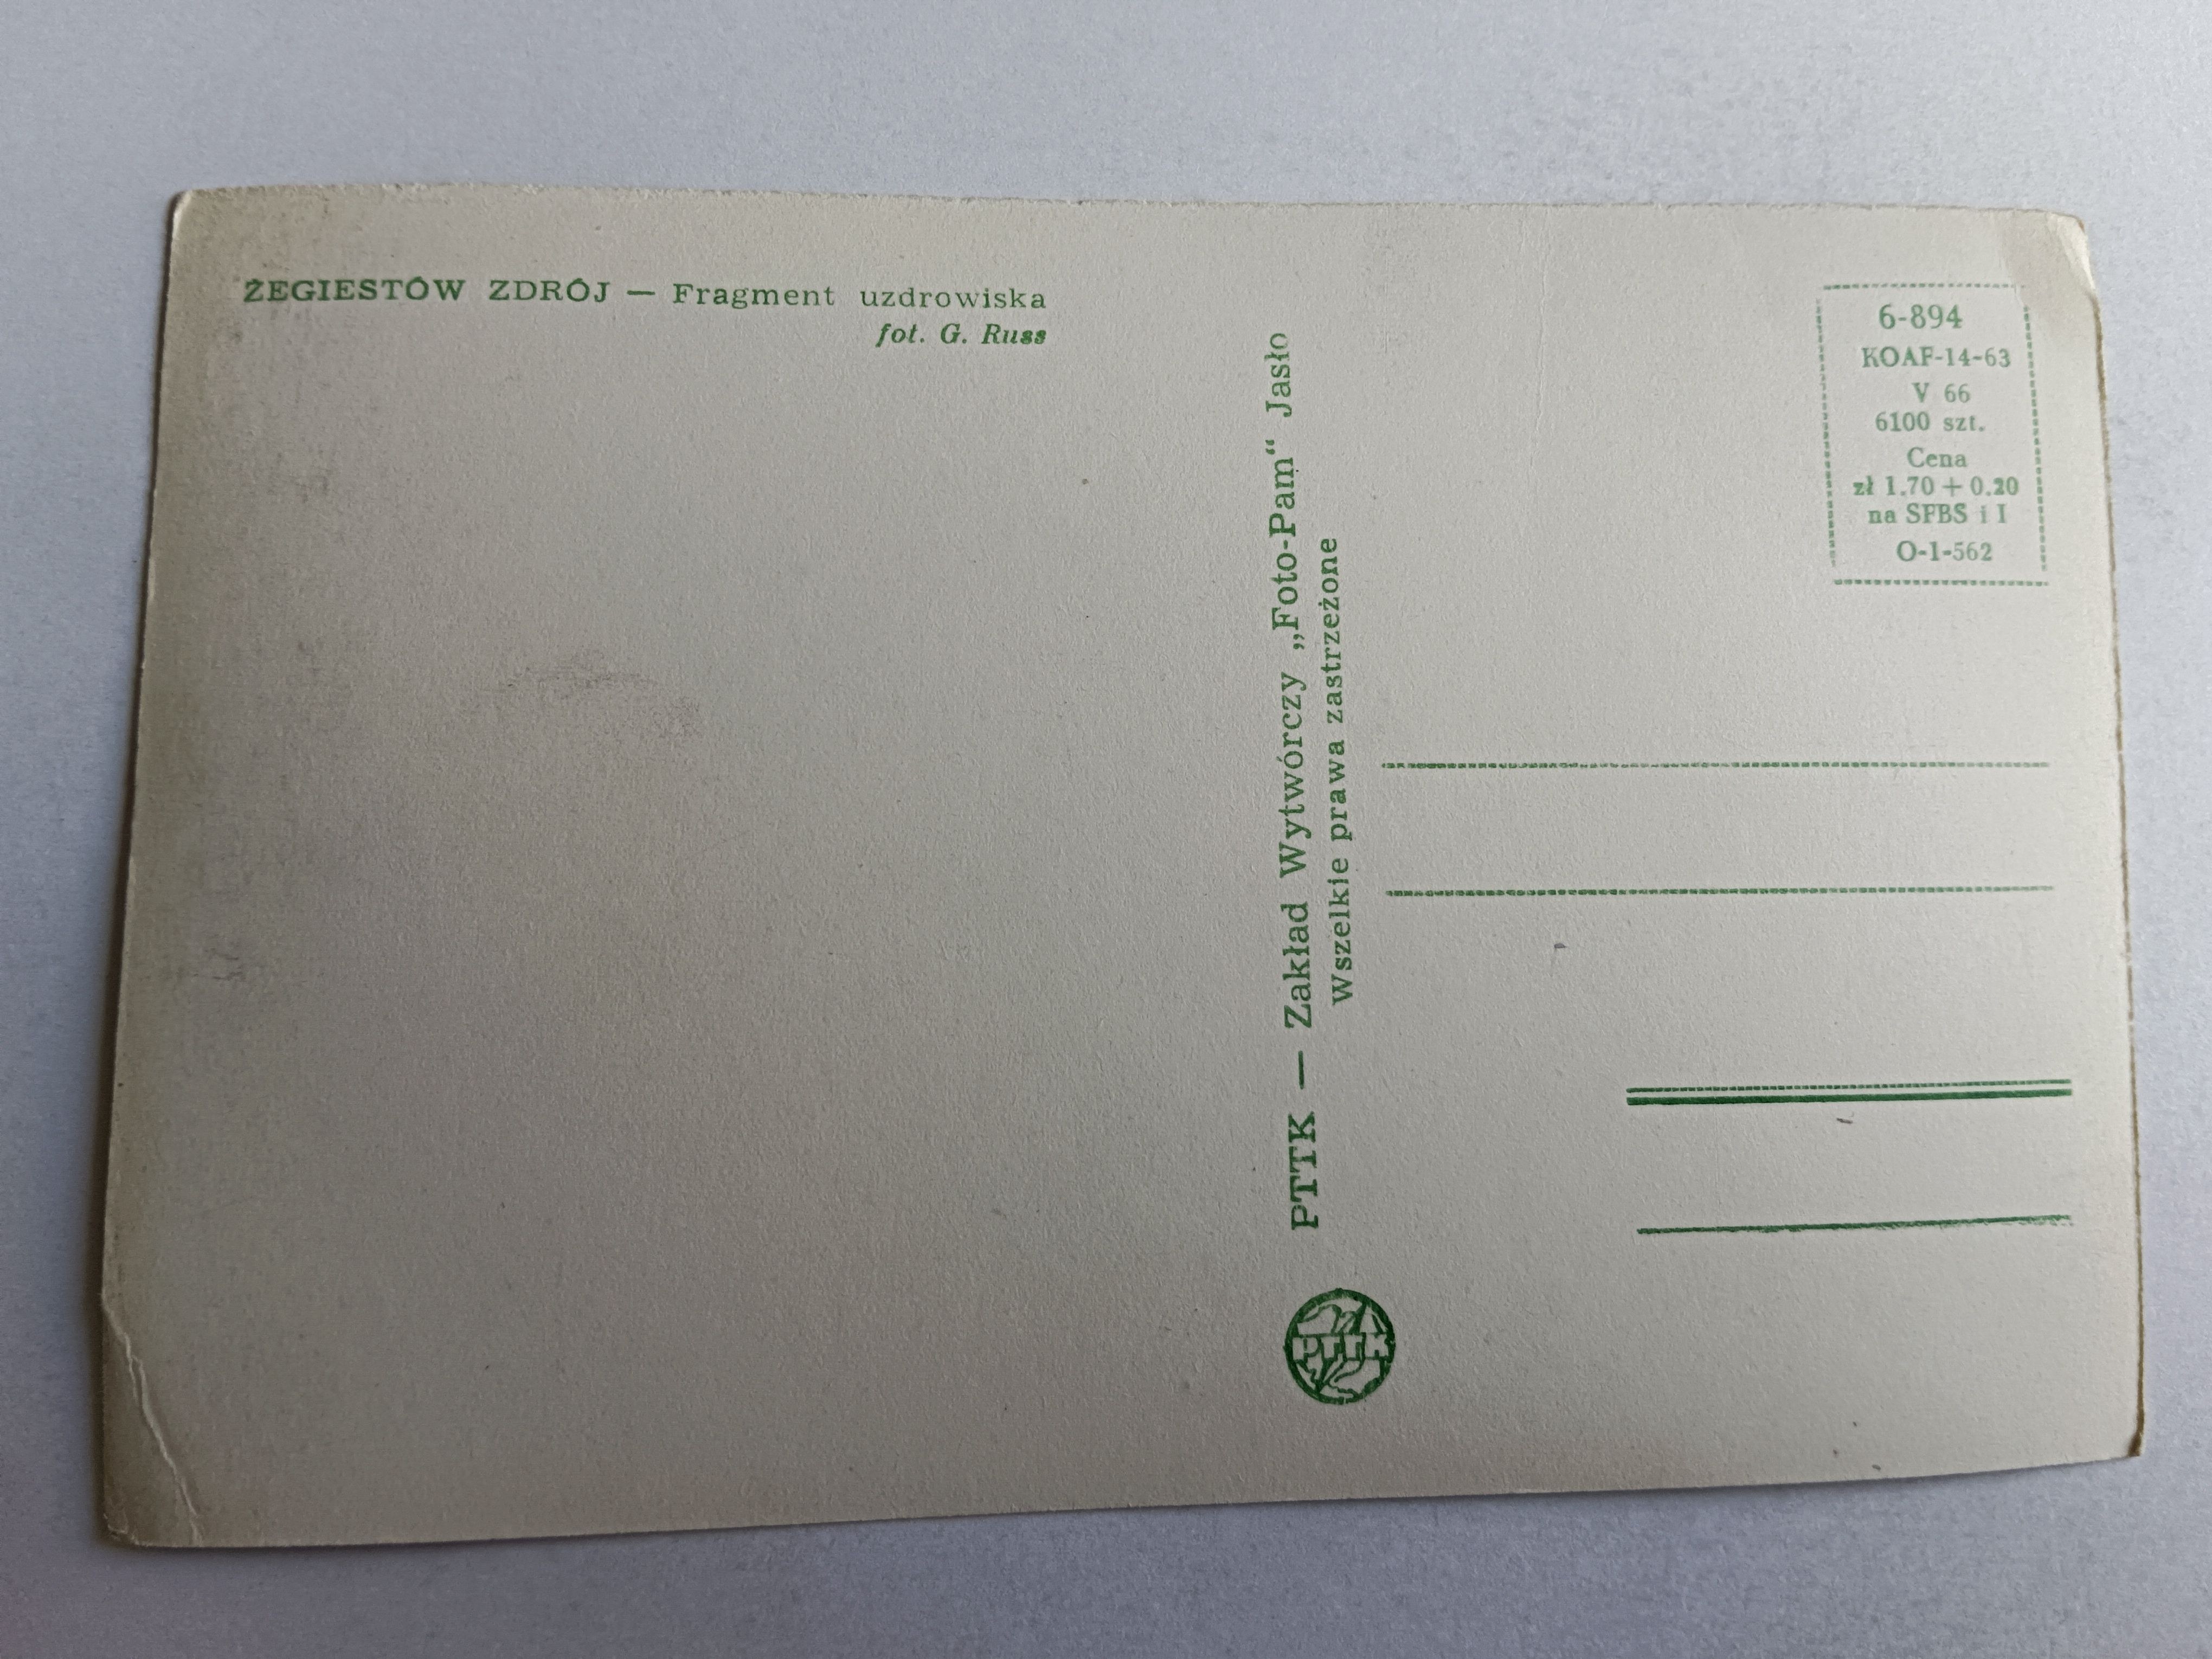 ŻEGIESTÓW ZDRÓJ — Fragment uzdrowiska
fot. G. Russ
PTTK — Zakład Wytwórczy „Foto-Pam“ Jasło
Wszelkie prawa zastrzeżone
PTTK
6-894
KOAF-14-63
V 66
6100 szt.
Cena
zł 1.70 + 0.20
na SFBS i I
O-1-562